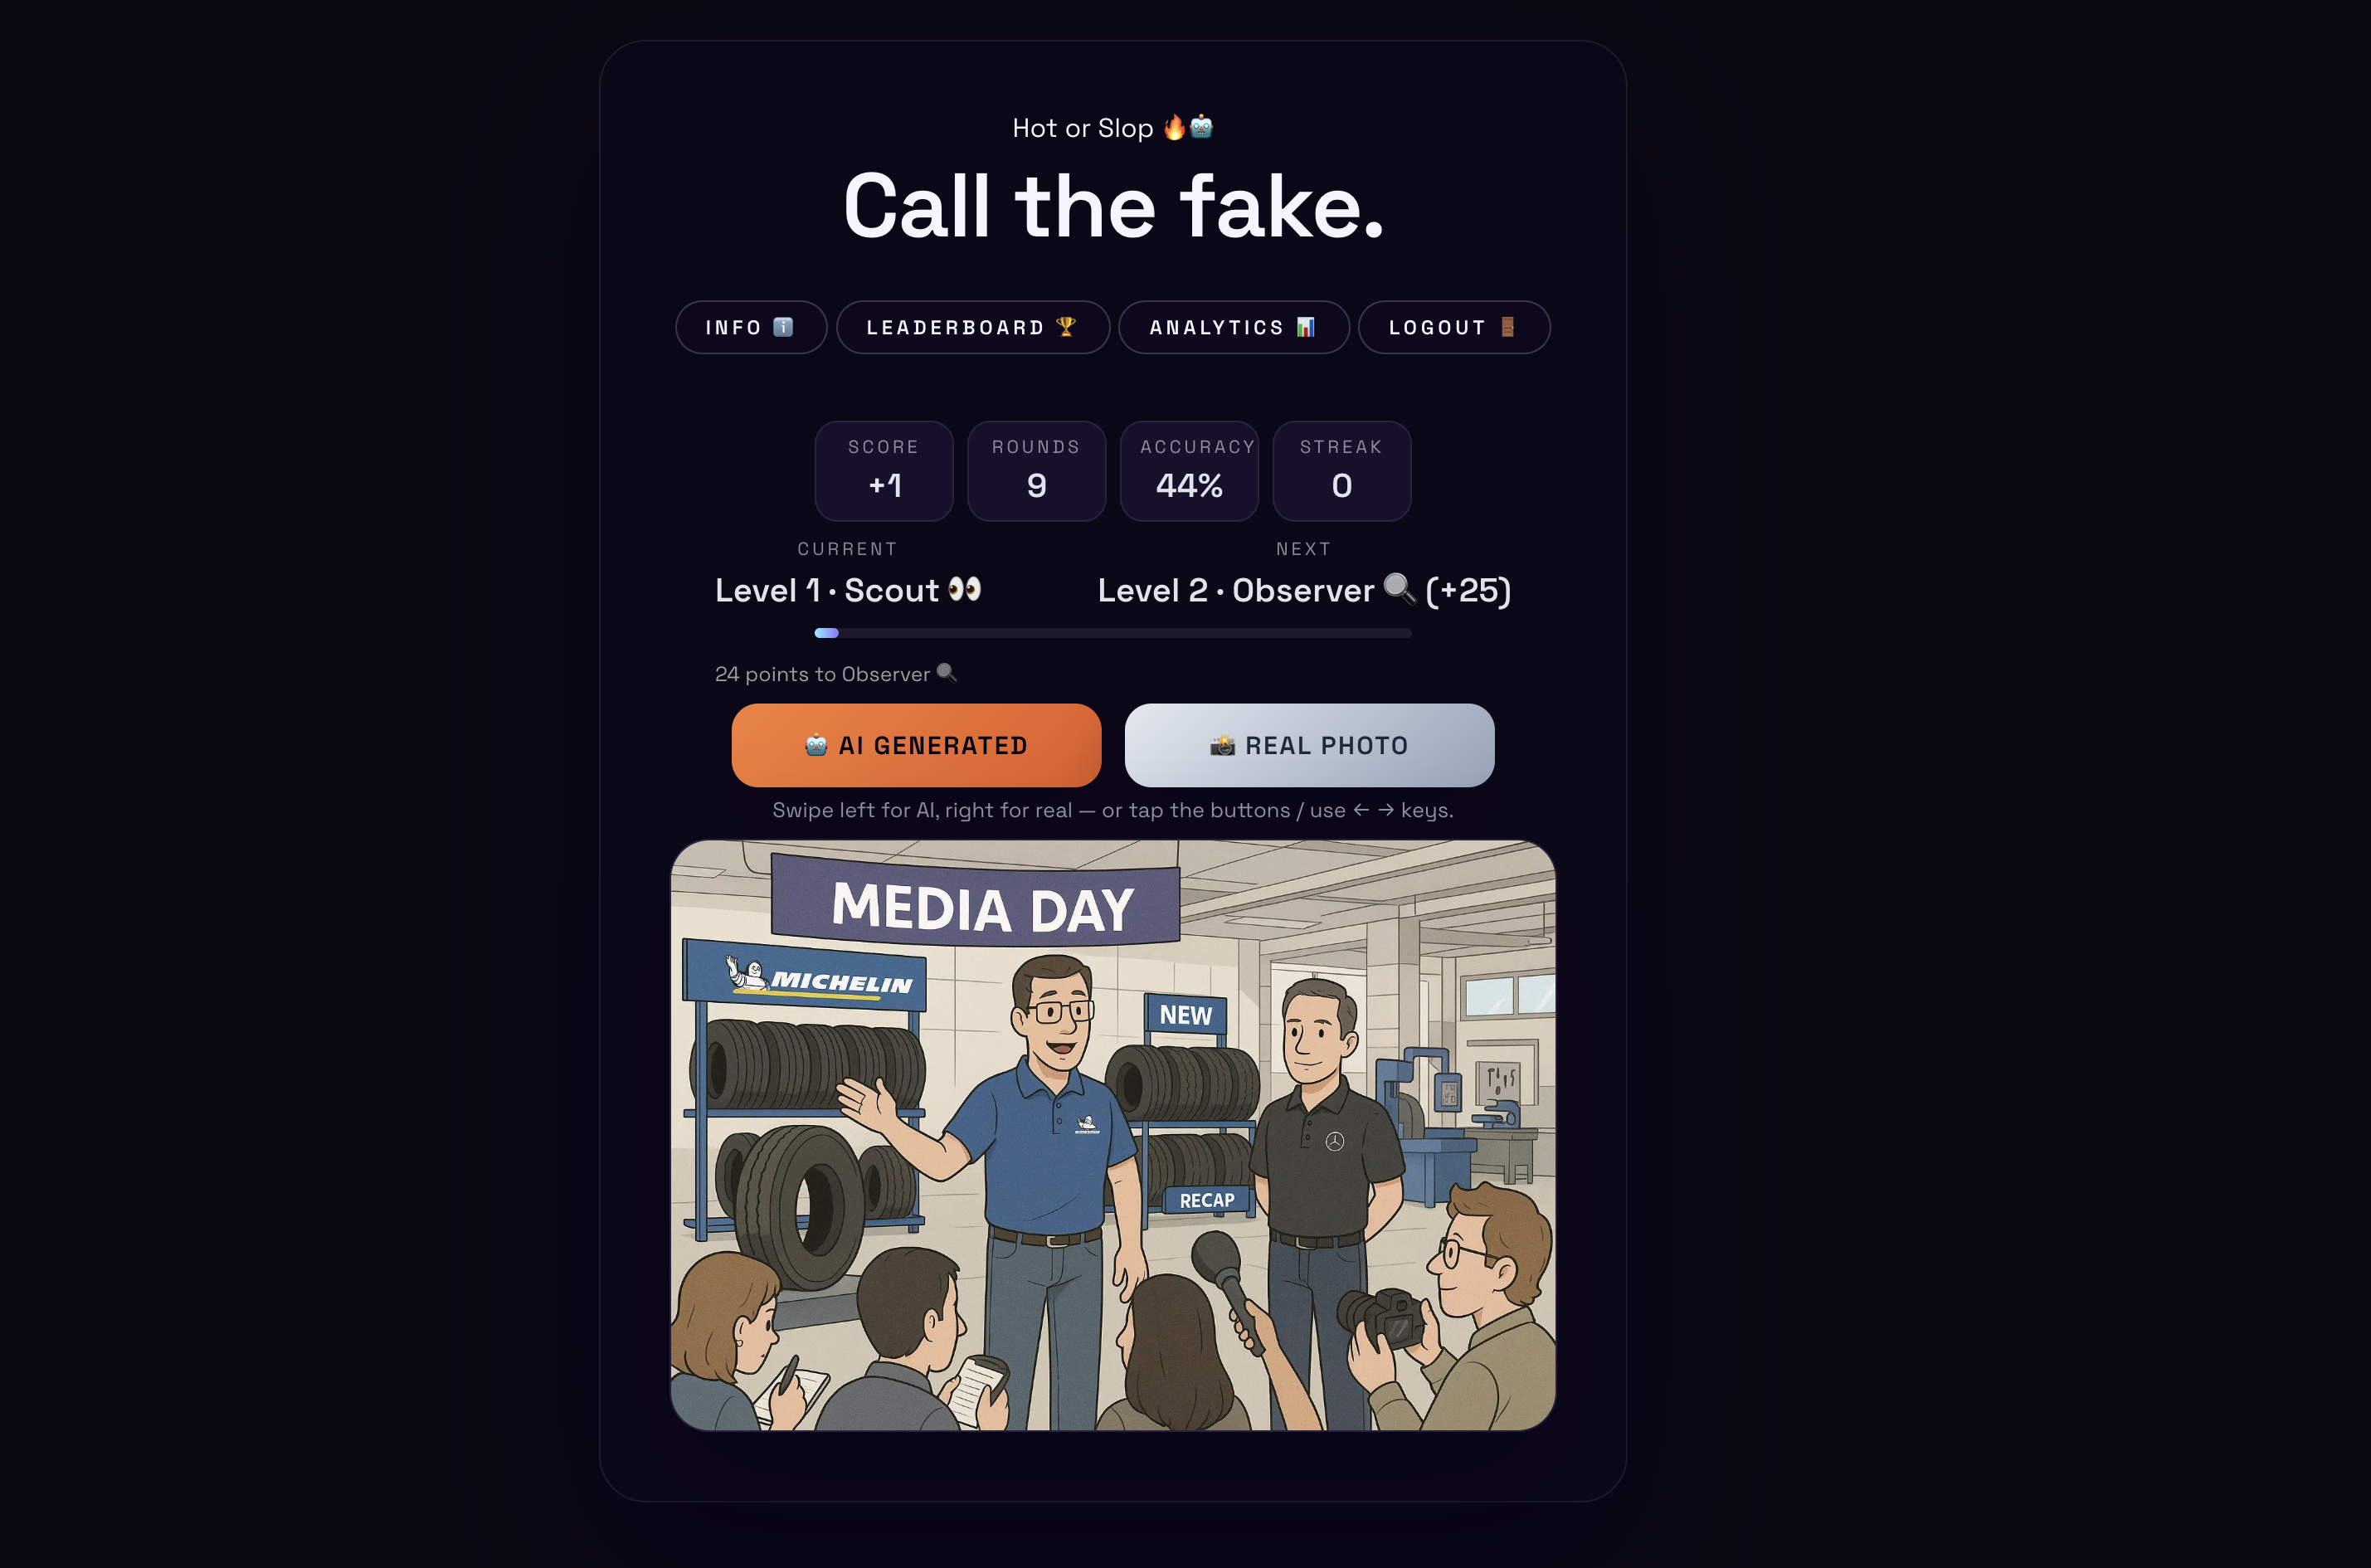 Hot or Slop 🔥🤖
Call the fake.
INFO ℹ️
LEADERBOARD 🏆
ANALYTICS 📊
LOGOUT 🚪
SCORE
+1
ROUNDS
9
ACCURACY
44%
STREAK
0
CURRENT
Level 1 · Scout 👀
NEXT
Level 2 · Observer 🔍 (+25)
24 points to Observer 🔍
🤖 AI GENERATED
📸 REAL PHOTO
Swipe left for AI, right for real — or tap the buttons / use ← → keys.
MEDIA DAY
MICHELIN
NEW
RECAP